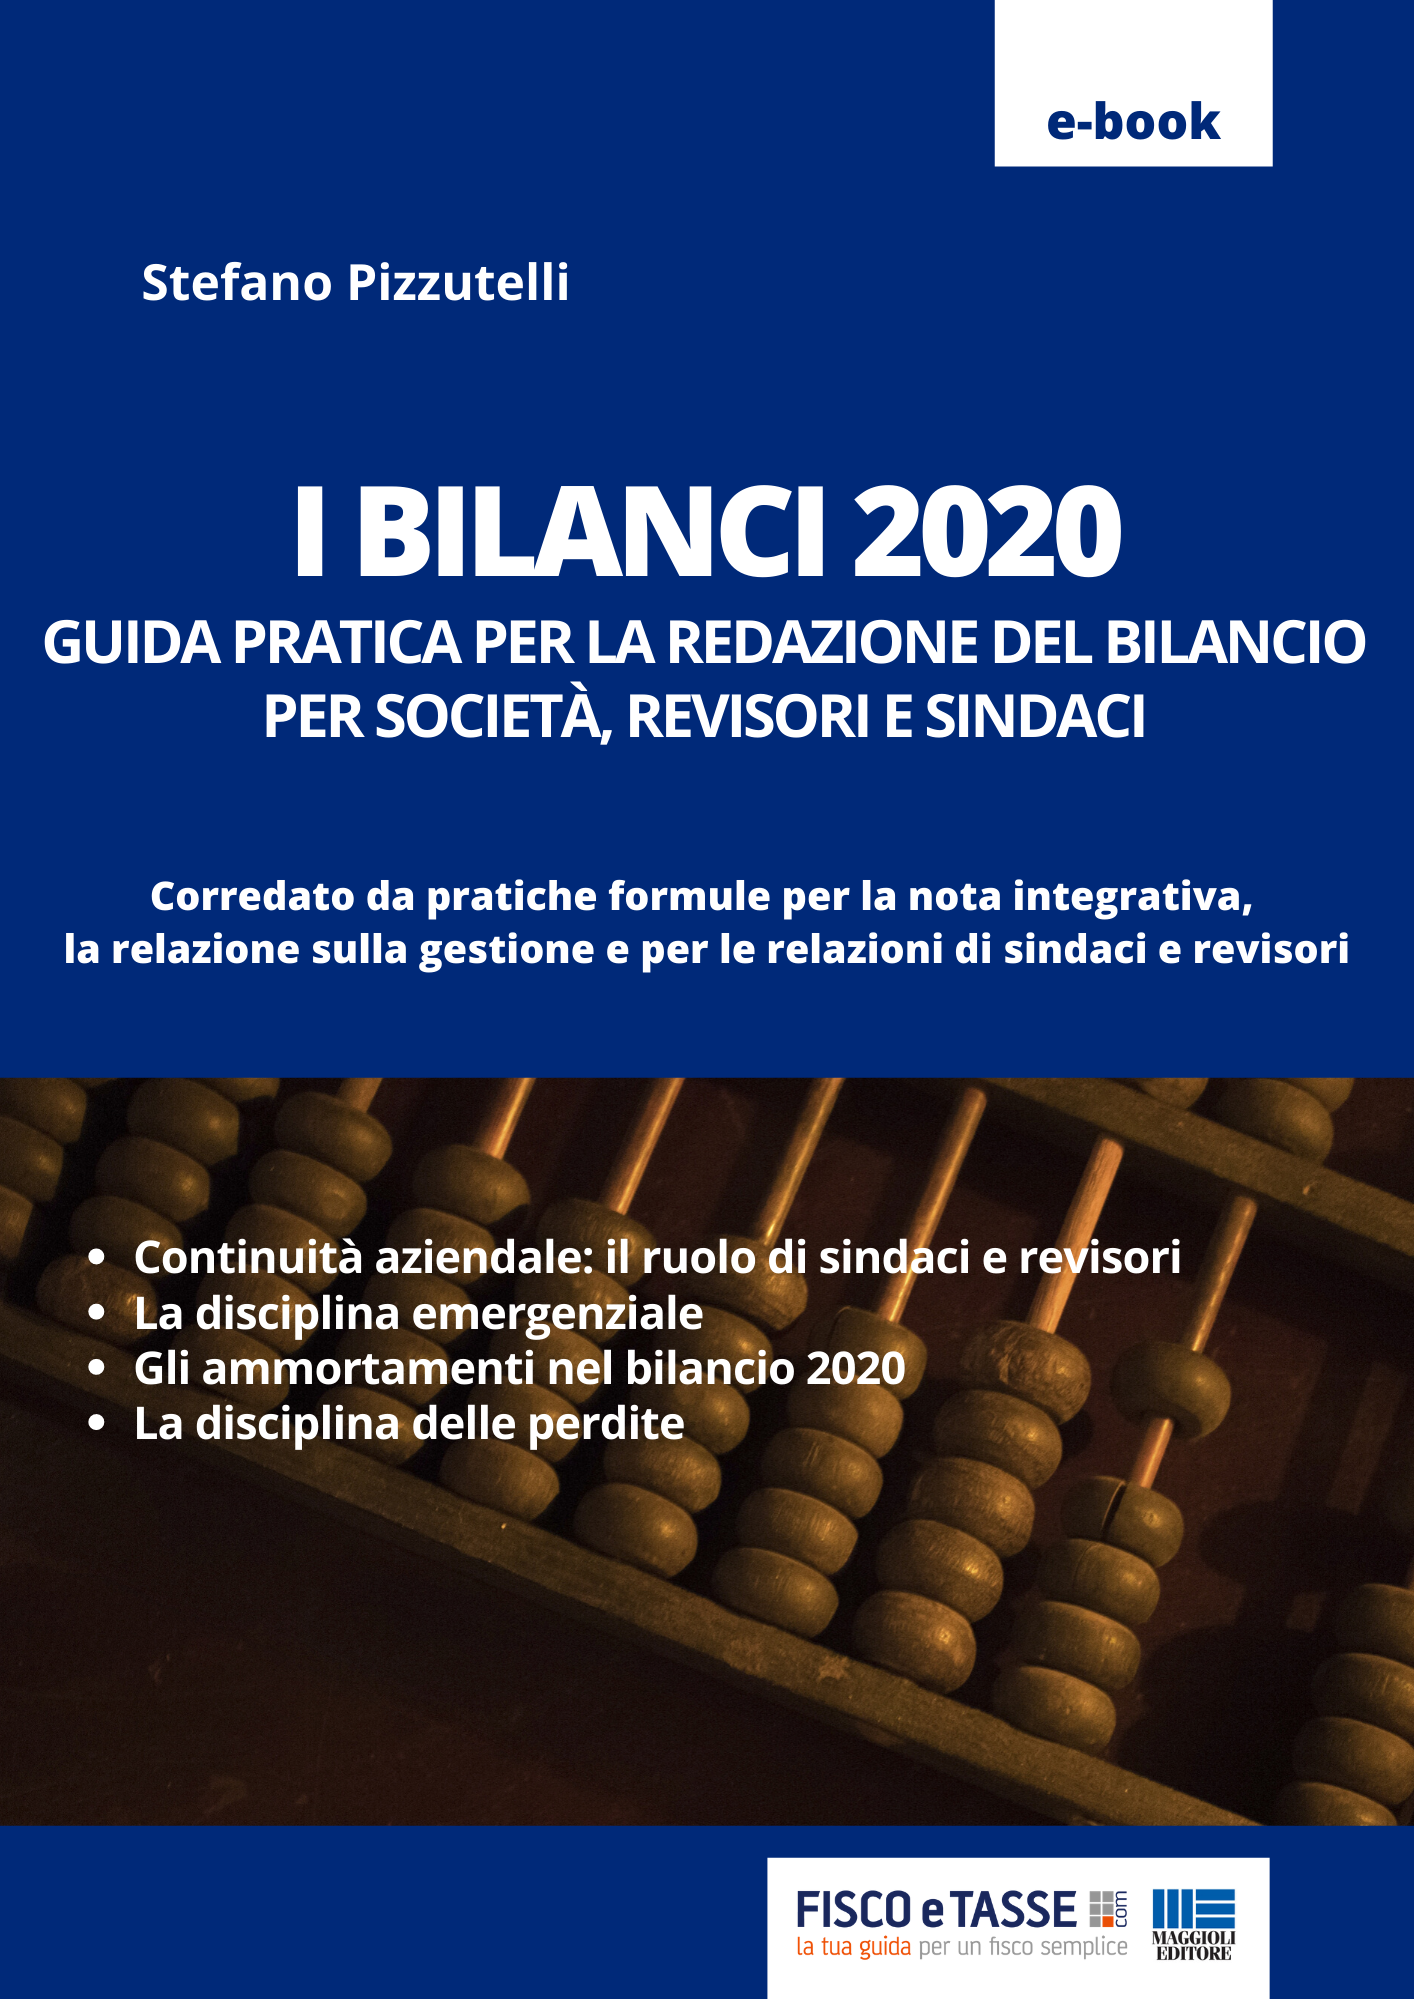 e-book
Stefano Pizzutelli
I BILANCI 2020
GUIDA PRATICA PER LA REDAZIONE DEL BILANCIO
PER SOCIETÀ, REVISORI E SINDACI
Corredato da pratiche formule per la nota integrativa,
la relazione sulla gestione e per le relazioni di sindaci e revisori
• Continuità aziendale: il ruolo di sindaci e revisori
• La disciplina emergenziale
• Gli ammortamenti nel bilancio 2020
• La disciplina delle perdite
FISCO e TASSE .com
la tua guida per un fisco semplice
MAGGIOLI
EDITORE